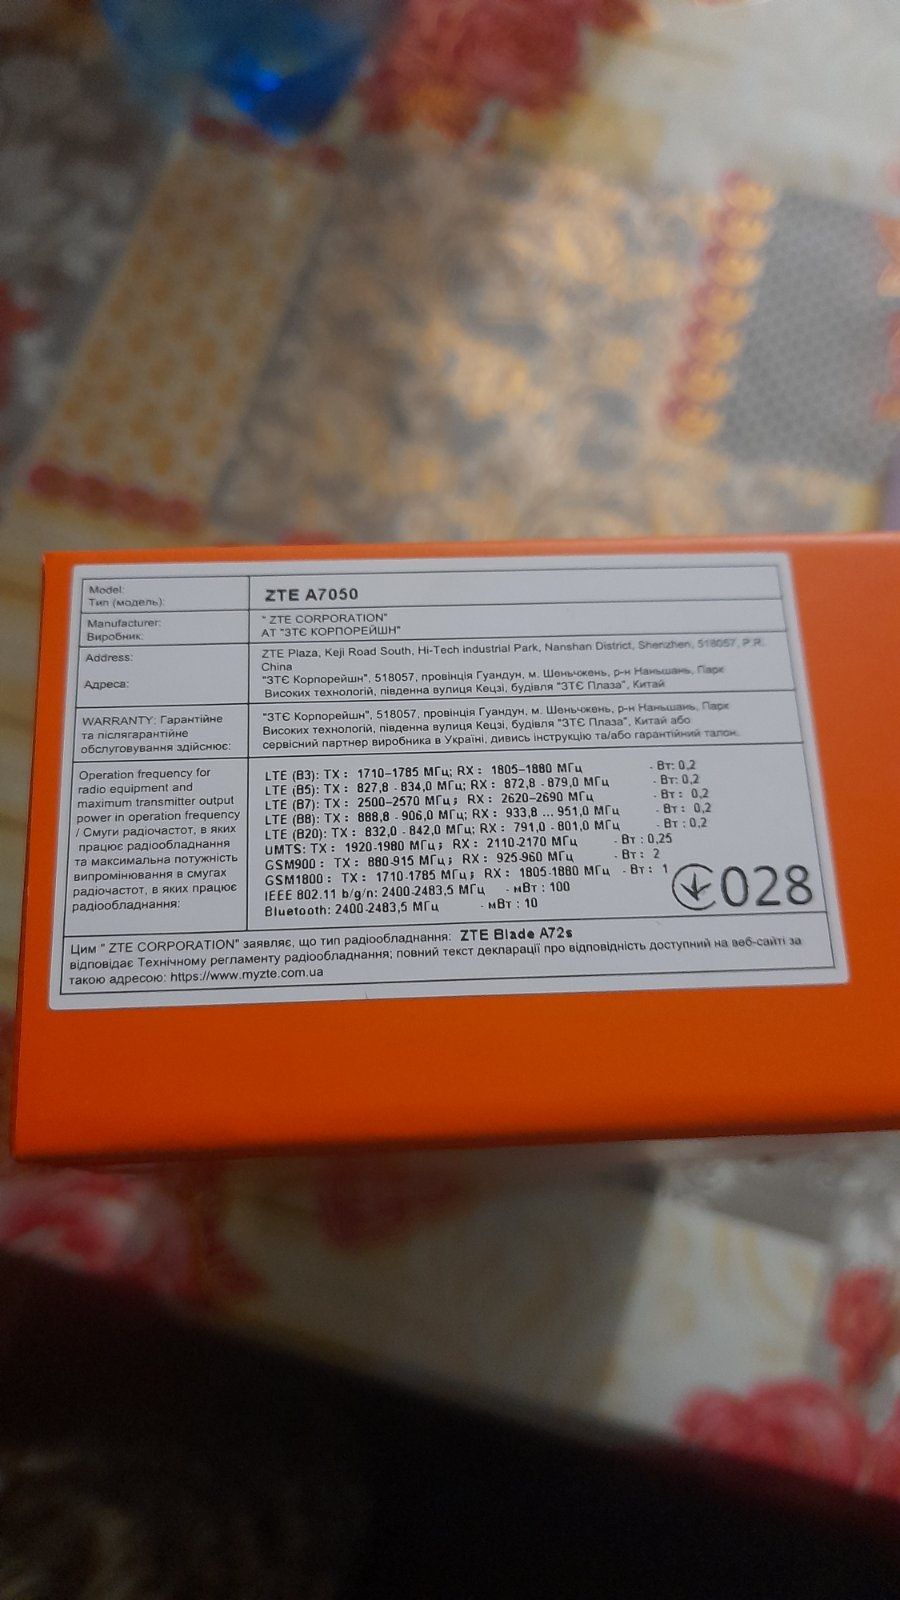 Model:
Тип (модель):
ZTE A7050
Manufacturer:
Виробник:
" ZTE CORPORATION"
АТ "ЗТЄ КОРПОРЕЙШН"
Address:
Адреса:
ZTE Plaza, Keji Road South, Hi-Tech industrial Park, Nanshan District, Shenzhen, 518057, P.R.
China
"ЗТЄ Корпорейшн", 518057, провінція Гуандун, м. Шеньчжень, р-н Наньшань, Парк
Високих технологій, південна вулиця Кецзі, будівля "ЗТЄ Плаза", Китай
WARRANTY: Гарантійне
та післягарантійне
обслуговування здійснює:
"ЗТЄ Корпорейшн", 518057, провінція Гуандун, м. Шеньчжень, р-н Наньшань, Парк
Високих технологій, південна вулиця Кецзі, будівля "ЗТЄ Плаза", Китай або
сервісний партнер виробника в Україні, дивись інструкцію та/або гарантійний талон.
Operation frequency for
radio equipment and
maximum transmitter output
power in operation frequency
/ Смуги радіочастот, в яких
працює радіообладнання
та максимальна потужність
випромінювання в смугах
радіочастот, в яких працює
радіообладнання:
LTE (B3): TX : 1710-1785 МГц; RX : 1805-1880 МГц - Вт: 0,2
LTE (B5): TX : 827,8 - 834,0 МГц; RX : 872,8 - 879,0 МГц - Вт: 0,2
LTE (B7): TX : 2500-2570 МГц; RX : 2620-2690 МГц - Вт : 0,2
LTE (B8): TX : 888,8 - 906,0 МГц; RX : 933,8 ... 951,0 МГц - Вт : 0,2
LTE (B20): TX : 832,0 - 842,0 МГц; RX : 791,0 - 801,0 МГц - Вт : 0,2
UMTS: TX : 1920-1980 МГц; RX : 2110-2170 МГц - Вт : 0,25
GSM900 : TX : 880-915 МГц; RX : 925-960 МГц - Вт : 2
GSM1800 : TX : 1710-1785 МГц; RX : 1805-1880 МГц - Вт : 1
IEEE 802.11 b/g/n: 2400-2483,5 МГц - мВт : 100
Bluetooth: 2400-2483,5 МГц - мВт : 10
028
Цим " ZTE CORPORATION" заявляє, що тип радіообладнання: ZTE Blade A72s
відповідає Технічному регламенту радіообладнання; повний текст декларації про відповідність доступний на веб-сайті за
такою адресою: https://www.myzte.com.ua